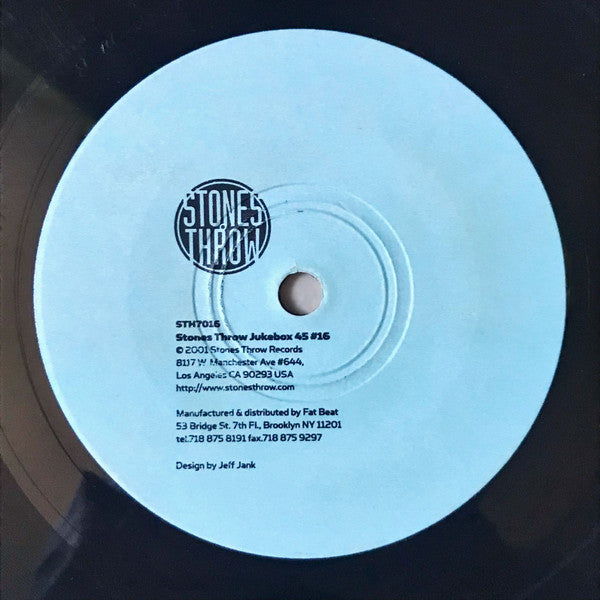 STONES
THROW
STH7016
Stones Throw Jukebox 45 #16
© 2001 Stones Throw Records
8117 W. Manchester Ave #644,
Los Angeles CA 90293 USA
http://www.stonesthrow.com
Manufactured & distributed by Fat Beat
53 Bridge St. 7th FL, Brooklyn NY 11201
tel.718 875 8191 fax.718 875 9297
Design by Jeff Jank